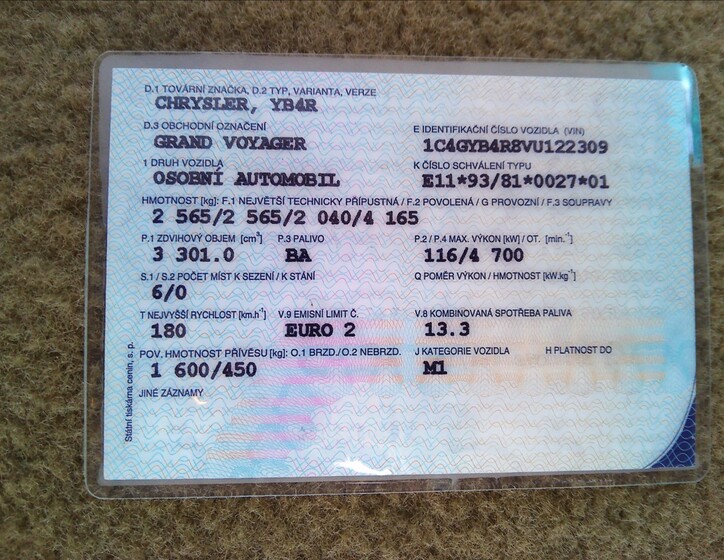 D.1 TOVÁRNÍ ZNAČKA, D.2 TYP, VARIANTA, VERZE
CHRYSLER, YB4R
D.3 OBCHODNÍ OZNAČENÍ E IDENTIFIKAČNÍ ČÍSLO VOZIDLA (VIN)
GRAND VOYAGER 1C4GYB4R8VU122309
1 DRUH VOZIDLA K ČÍSLO SCHVÁLENÍ TYPU
OSOBNÍ AUTOMOBIL E11*93/81*0027*01
HMOTNOST [kg]: F.1 NEJVĚTŠÍ TECHNICKY PŘÍPUSTNÁ / F.2 POVOLENÁ / G PROVOZNÍ / F.3 SOUPRAVY
2 565/2 565/2 040/4 165
P.1 ZDVIHOVÝ OBJEM [cm³] P.3 PALIVO P.2 / P.4 MAX. VÝKON [kW] / OT. [min.⁻¹]
3 301.0 BA 116/4 700
S.1 / S.2 POČET MÍST K SEZENÍ / K STÁNÍ Q POMĚR VÝKON / HMOTNOST [kW.kg⁻¹]
6/0
T NEJVYŠŠÍ RYCHLOST [km.h⁻¹] V.9 EMISNÍ LIMIT Č. V.8 KOMBINOVANÁ SPOTŘEBA PALIVA
180 EURO 2 13.3
POV. HMOTNOST PŘÍVĚSU [kg]: O.1 BRZD./O.2 NEBRZD. J KATEGORIE VOZIDLA H PLATNOST DO
1 600/450 M1
JINÉ ZÁZNAMY
Státní tiskárna cenin, s. p.